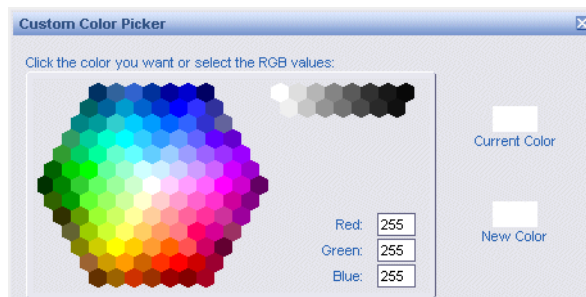 Custom Color Picker
Click the color you want or select the RGB values:
Current Color
Red: 255
Green: 255
New Color
Blue: 255